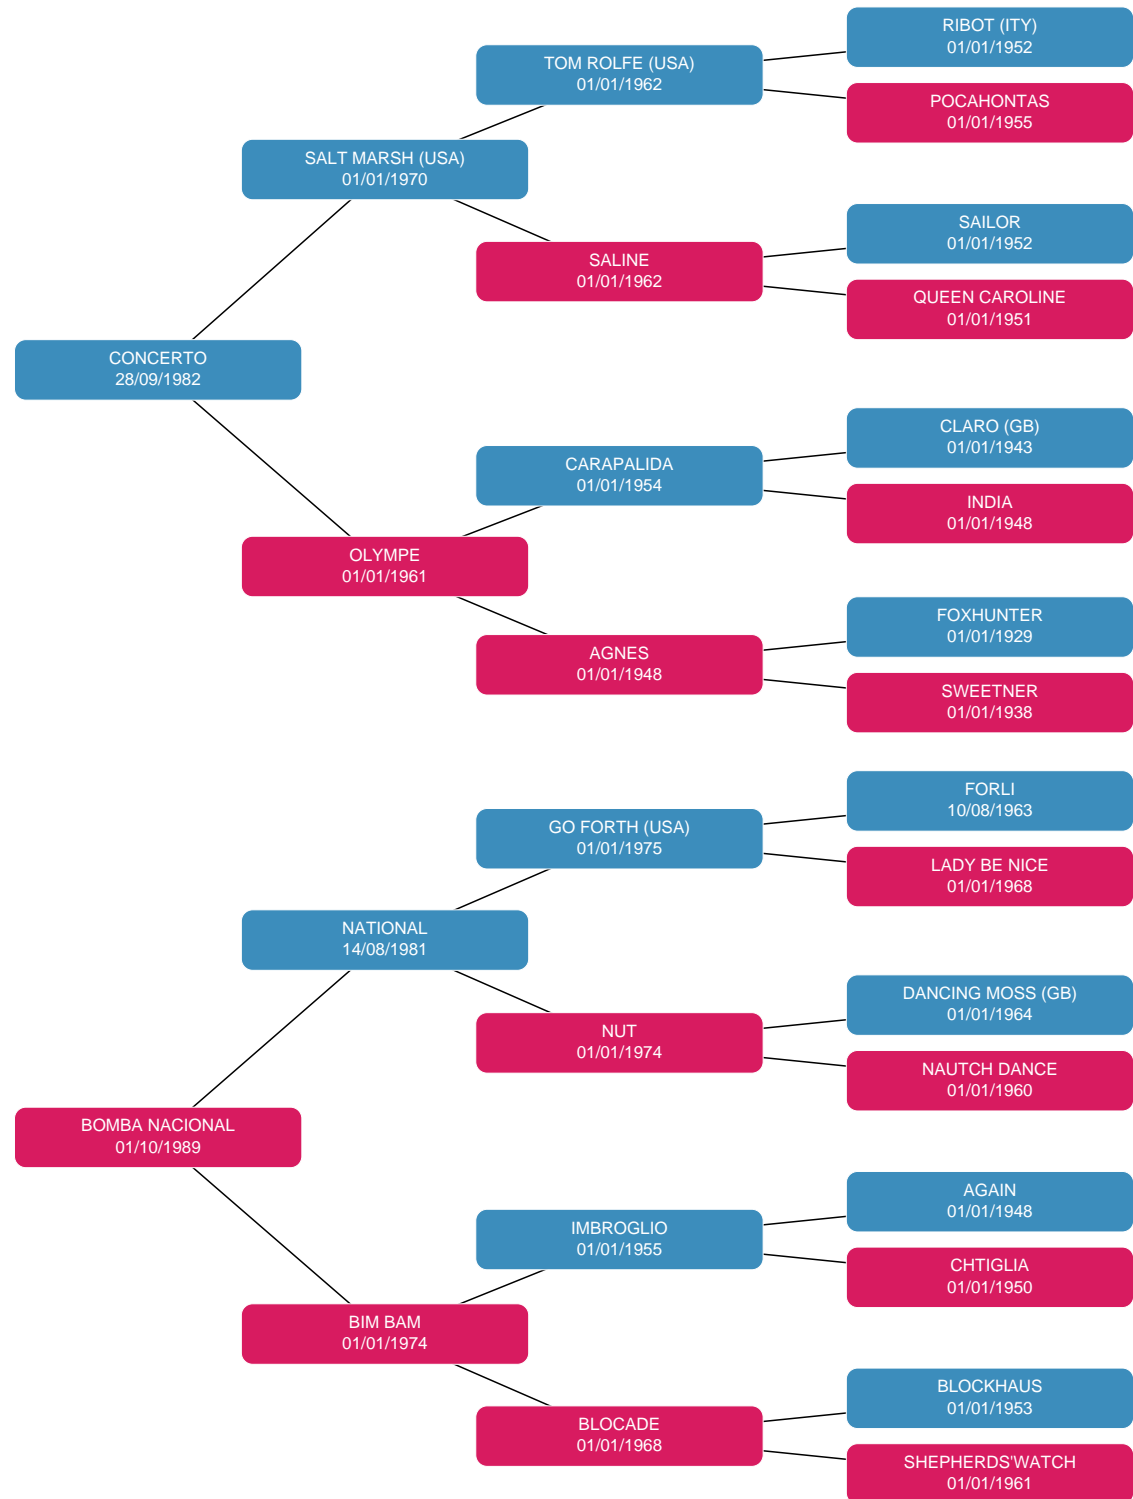 RIBOT (ITY)
01/01/1952
TOM ROLFE (USA)
01/01/1962
POCAHONTAS
01/01/1955
SALT MARSH (USA)
01/01/1970
SAILOR
01/01/1952
SALINE
01/01/1962
QUEEN CAROLINE
01/01/1951
CONCERTO
28/09/1982
CLARO (GB)
01/01/1943
CARAPALIDA
01/01/1954
INDIA
01/01/1948
OLYMPE
01/01/1961
FOXHUNTER
01/01/1929
AGNES
01/01/1948
SWEETNER
01/01/1938
FORLI
10/08/1963
GO FORTH (USA)
01/01/1975
LADY BE NICE
01/01/1968
NATIONAL
14/08/1981
DANCING MOSS (GB)
01/01/1964
NUT
01/01/1974
NAUTCH DANCE
01/01/1960
BOMBA NACIONAL
01/10/1989
AGAIN
01/01/1948
IMBROGLIO
01/01/1955
CHTIGLIA
01/01/1950
BIM BAM
01/01/1974
BLOCKHAUS
01/01/1953
BLOCADE
01/01/1968
SHEPHERDS'WATCH
01/01/1961